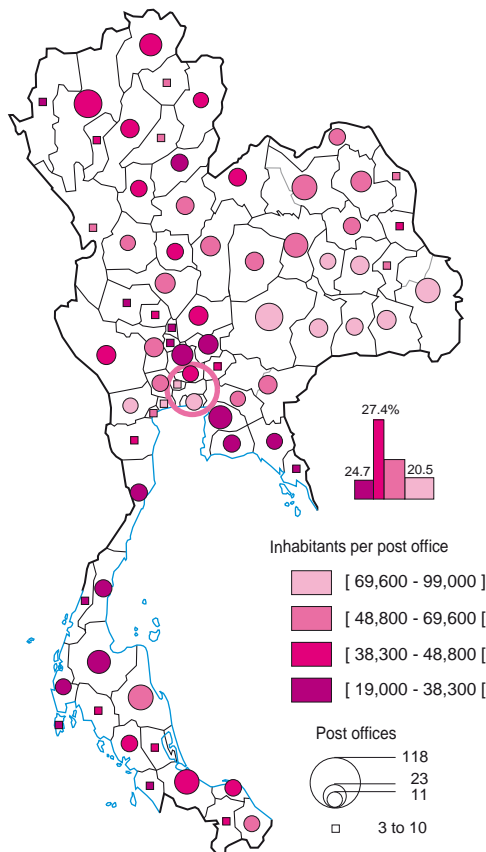 27.4%
24.7
20.5
Inhabitants per post office
[ 69,600 - 99,000 ]
[ 48,800 - 69,600 [
[ 38,300 - 48,800 [
[ 19,000 - 38,300 [
Post offices
118
23
11
3 to 10